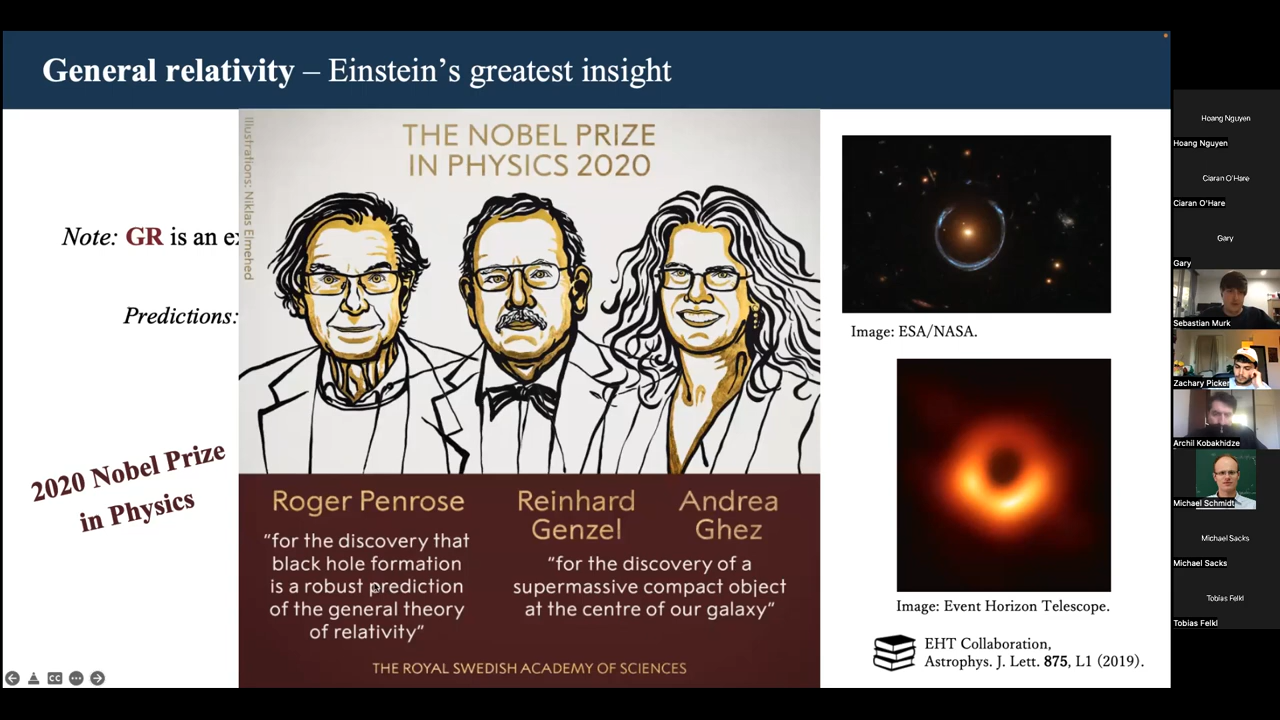 General relativity – Einstein's greatest insight
Illustrations: Niklas Elmehed
THE NOBEL PRIZE
IN PHYSICS 2020
Note: GR is an
Predictions:
2020 Nobel Prize
in Physics
Roger Penrose
"for the discovery that
black hole formation
is a robust prediction
of the general theory
of relativity"
Reinhard
Genzel
Andrea
Ghez
"for the discovery of a
supermassive compact object
at the centre of our galaxy"
THE ROYAL SWEDISH ACADEMY OF SCIENCES
Image: ESA/NASA.
Image: Event Horizon Telescope.
EHT Collaboration,
Astrophys. J. Lett. 875, L1 (2019).
CC
Hoang Nguyen
Hoang Nguyen
Ciaran O'Hare
Ciaran O'Hare
Gary
Gary
Sebastian Murk
Zachary Picker
Archil Kobakhidze
Michael Schmidt
Michael Sacks
Michael Sacks
Tobias Felkl
Tobias Felkl